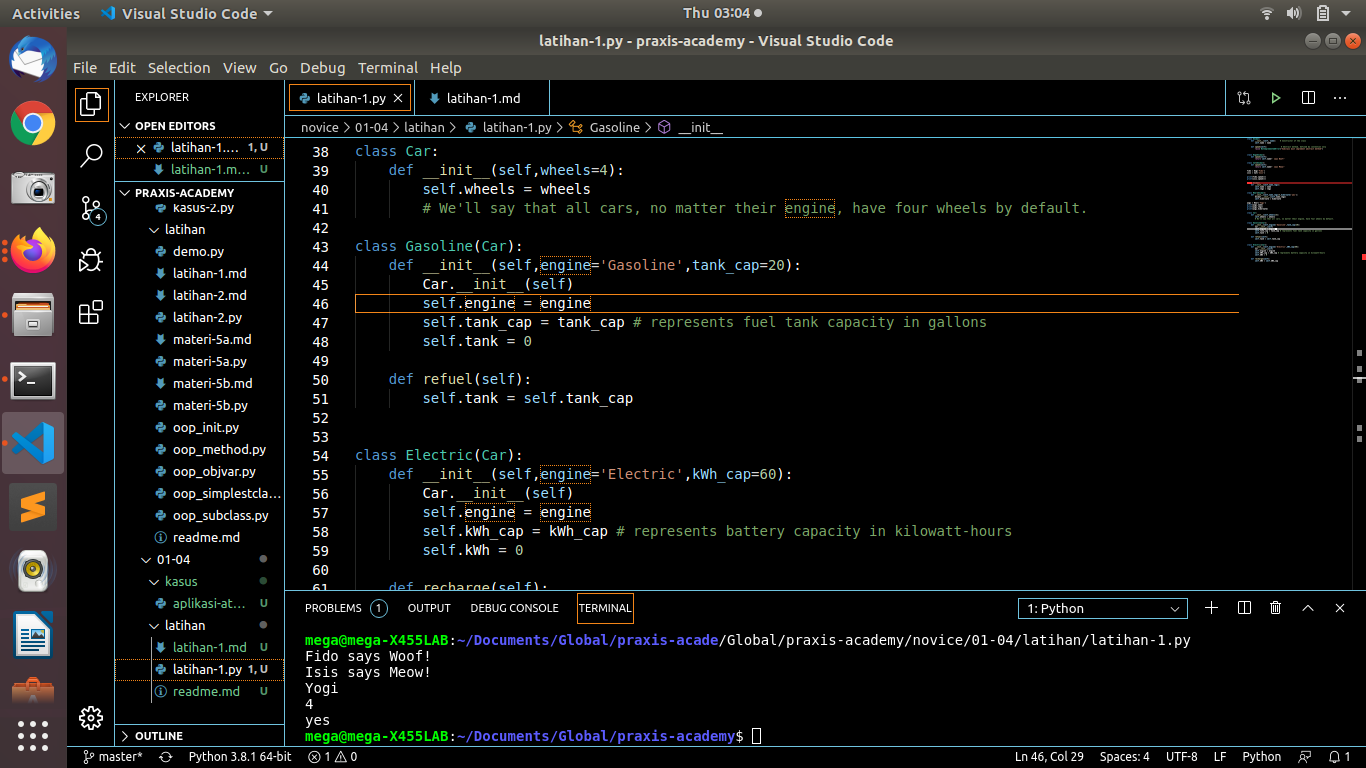 Activities Visual Studio Code Thu 03:04
latihan-1.py - praxis-academy - Visual Studio Code
File Edit Selection View Go Debug Terminal Help
EXPLORER
OPEN EDITORS
latihan-1.... 1, U
latihan-1.m... U
PRAXIS-ACADEMY
kasus-2.py
latihan
demo.py
latihan-1.md
latihan-2.md
latihan-2.py
materi-5a.md
materi-5a.py
materi-5b.md
materi-5b.py
oop_init.py
oop_method.py
oop_objvar.py
oop_simplestcla...
oop_subclass.py
readme.md
01-04
kasus
aplikasi-at... U
latihan
latihan-1.md U
latihan-1.py 1, U
readme.md U
OUTLINE
4
latihan-1.py latihan-1.md
novice > 01-04 > latihan > latihan-1.py > Gasoline > __init__
38 class Car:
39     def __init__(self,wheels=4):
40         self.wheels = wheels
41         # We'll say that all cars, no matter their engine, have four wheels by default.
42
43 class Gasoline(Car):
44     def __init__(self,engine='Gasoline',tank_cap=20):
45         Car.__init__(self)
46         self.engine = engine
47         self.tank_cap = tank_cap # represents fuel tank capacity in gallons
48         self.tank = 0
49
50     def refuel(self):
51         self.tank = self.tank_cap
52
53
54 class Electric(Car):
55     def __init__(self,engine='Electric',kWh_cap=60):
56         Car.__init__(self)
57         self.engine = engine
58         self.kWh_cap = kWh_cap # represents battery capacity in kilowatt-hours
59         self.kWh = 0
60
61     def recharge(self):
PROBLEMS 1 OUTPUT DEBUG CONSOLE TERMINAL 1: Python
mega@mega-X455LAB:~/Documents/Global/praxis-acade/Global/praxis-academy/novice/01-04/latihan/latihan-1.py
Fido says Woof!
Isis says Meow!
Yogi
4
yes
mega@mega-X455LAB:~/Documents/Global/praxis-academy$
master* Python 3.8.1 64-bit 1 0 Ln 46, Col 29 Spaces: 4 UTF-8 LF Python 1